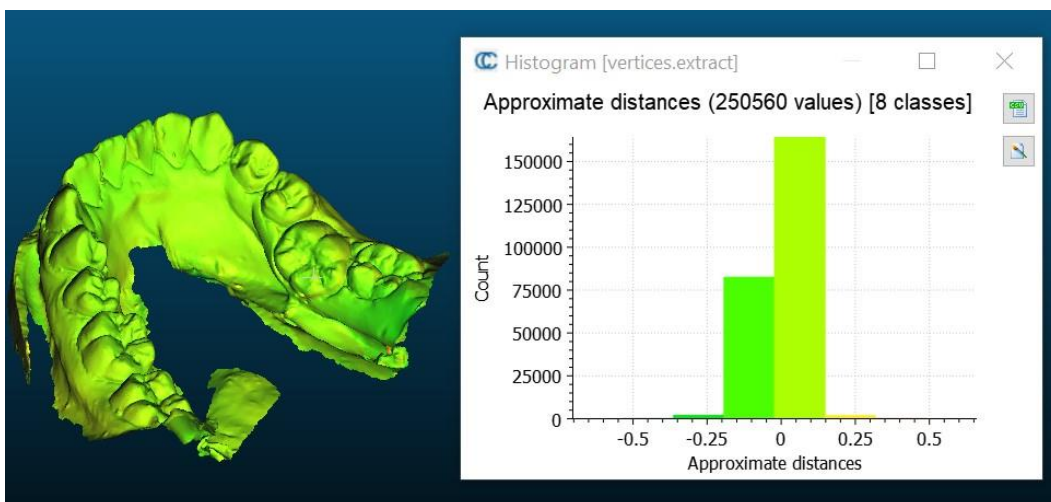 Histogram [vertices.extract]
Approximate distances (250560 values) [8 classes]
150000
125000
100000
75000
50000
25000
0
Count
-0.5 -0.25 0 0.25 0.5
Approximate distances